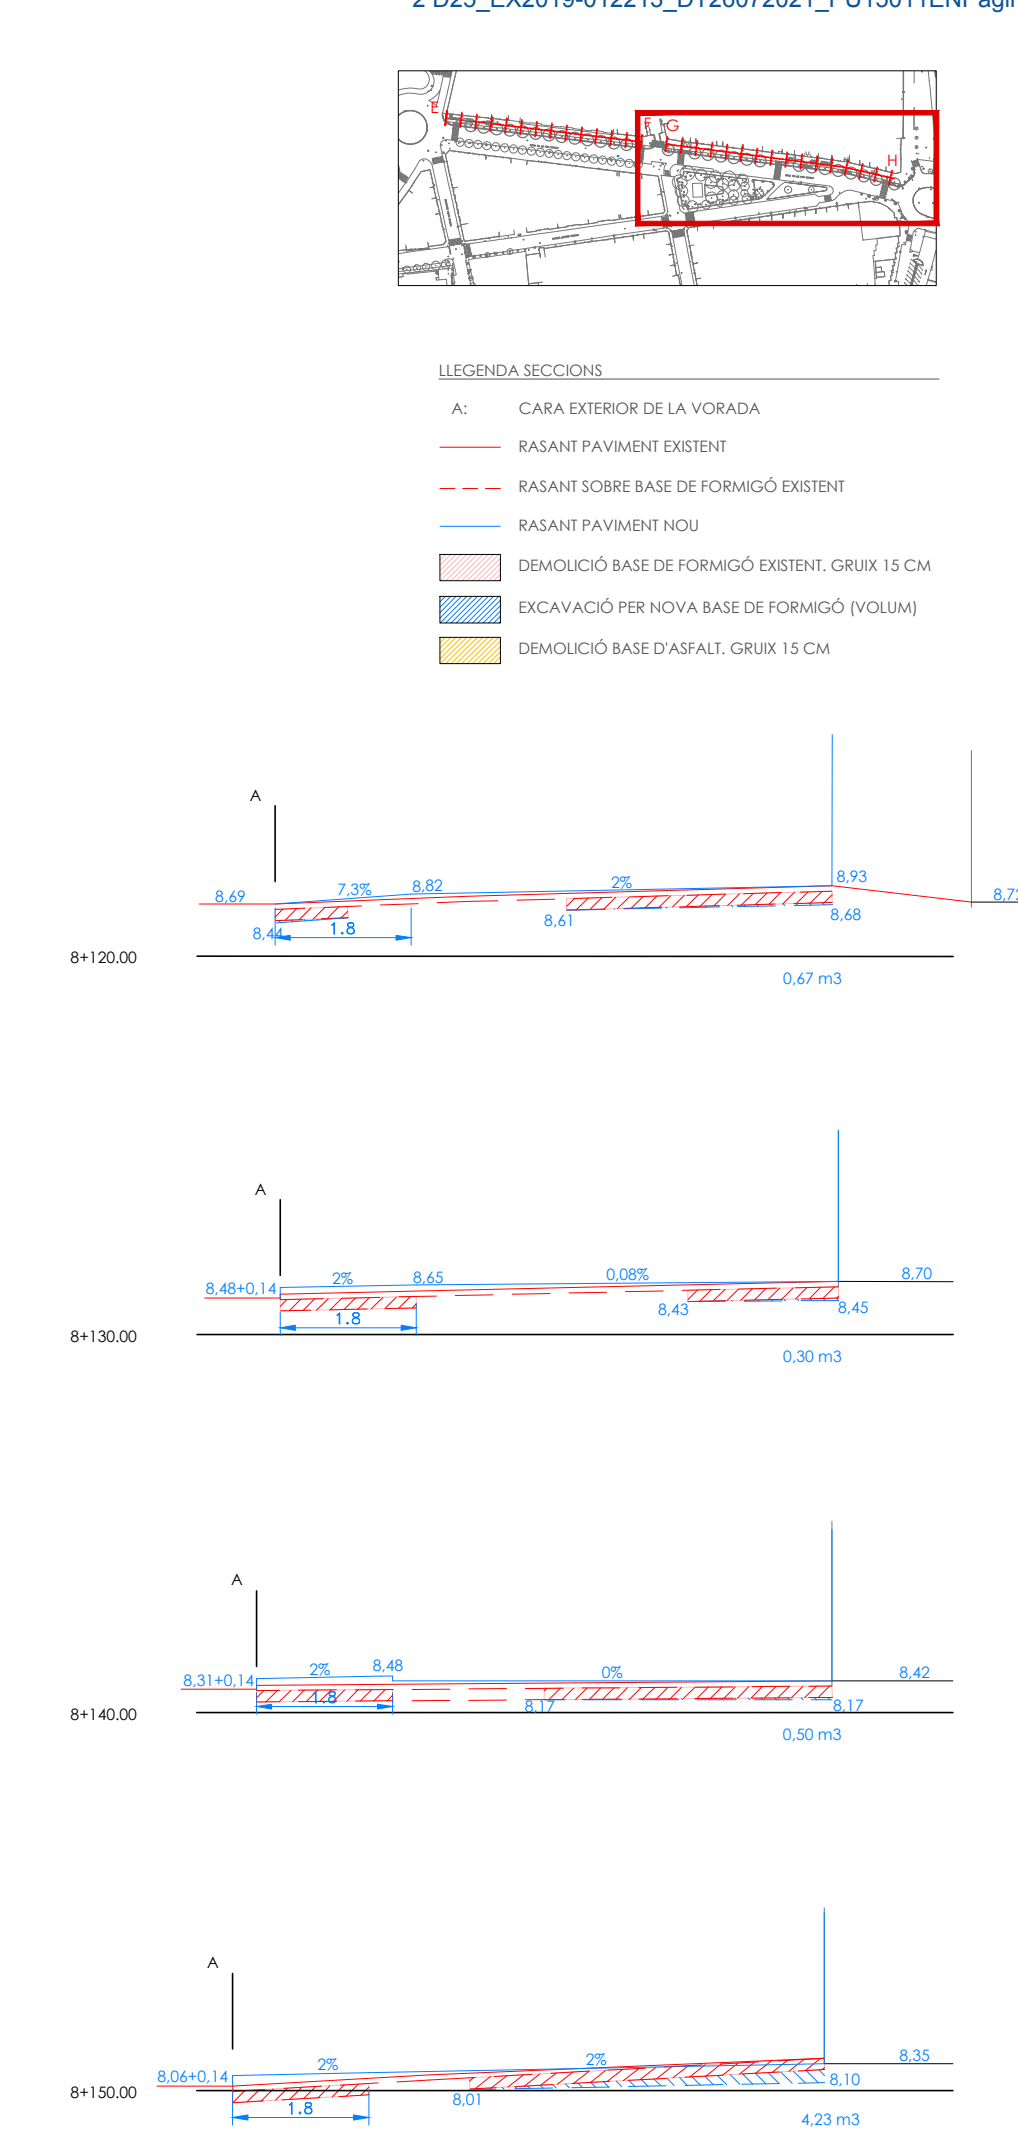 E
F
G
H
LLEGENDA SECCIONS
A: CARA EXTERIOR DE LA VORADA
RASANT PAVIMENT EXISTENT
RASANT SOBRE BASE DE FORMIGÓ EXISTENT
RASANT PAVIMENT NOU
DEMOLICIÓ BASE DE FORMIGÓ EXISTENT. GRUIX 15 CM
EXCAVACIÓ PER NOVA BASE DE FORMIGÓ (VOLUM)
DEMOLICIÓ BASE D'ASFALT. GRUIX 15 CM
A
8,69 7,3% 8,82 2% 8,93 8,72
8,44 1.8 8,61 8,68
8+120.00
0,67 m3
A
8,48+0,14 2% 8,65 0,08% 8,70
1.8 8,43 8,45
8+130.00
0,30 m3
A
8,31+0,14 2% 8,48 0% 8,42
1.8 8,17 8,17
8+140.00
0,50 m3
A
8,06+0,14 2% 2% 8,35
8+150.00
1.8 8,01 8,10
4,23 m3